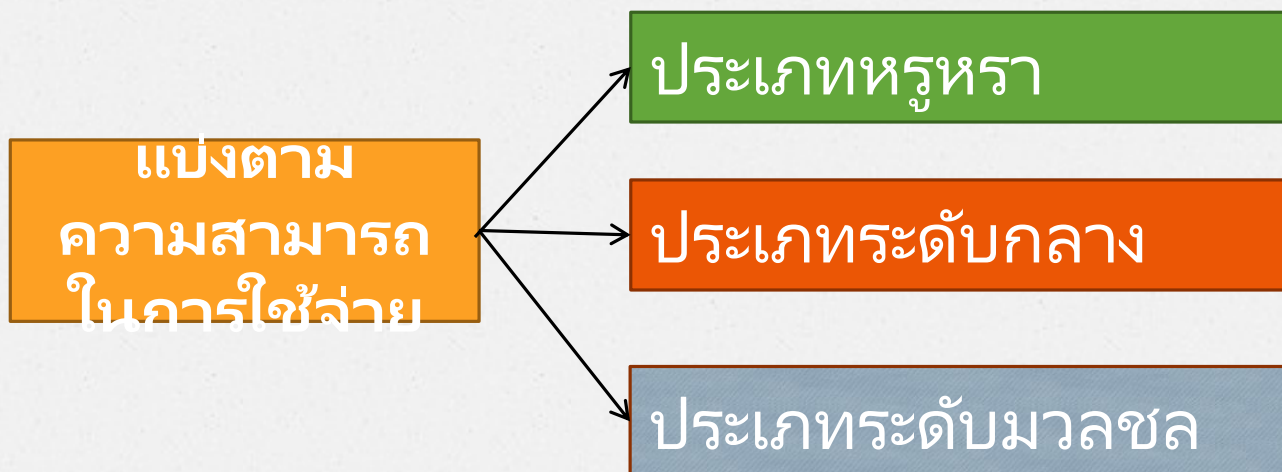 แบ่งตาม
ความสามารถ
ในการใช้จ่าย
ประเภทหรูหรา
ประเภทระดับกลาง
ประเภทระดับมวลชล